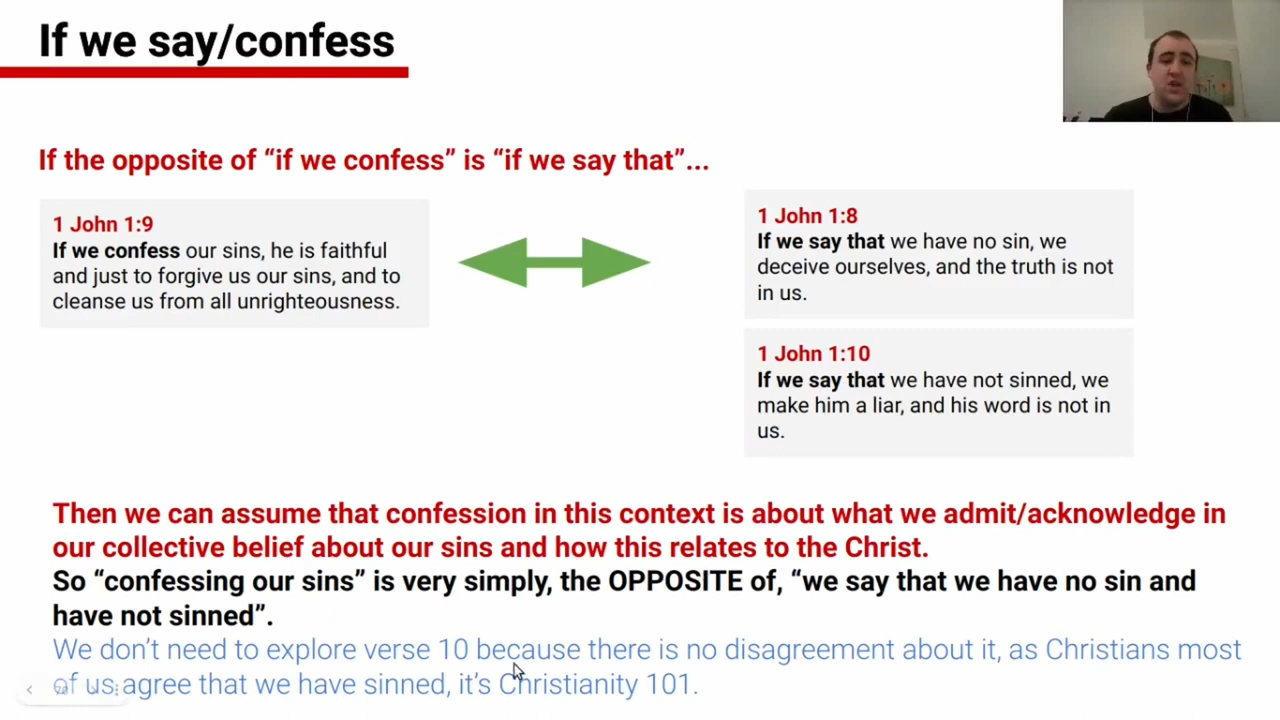 If we say/confess
If the opposite of “if we confess” is “if we say that”...
1 John 1:9
If we confess our sins, he is faithful
and just to forgive us our sins, and to
cleanse us from all unrighteousness.
1 John 1:8
If we say that we have no sin, we
deceive ourselves, and the truth is not
in us.
1 John 1:10
If we say that we have not sinned, we
make him a liar, and his word is not in
us.
Then we can assume that confession in this context is about what we admit/acknowledge in
our collective belief about our sins and how this relates to the Christ.
So “confessing our sins” is very simply, the OPPOSITE of, “we say that we have no sin and
have not sinned”.
We don’t need to explore verse 10 because there is no disagreement about it, as Christians most
of us agree that we have sinned, it’s Christianity 101.